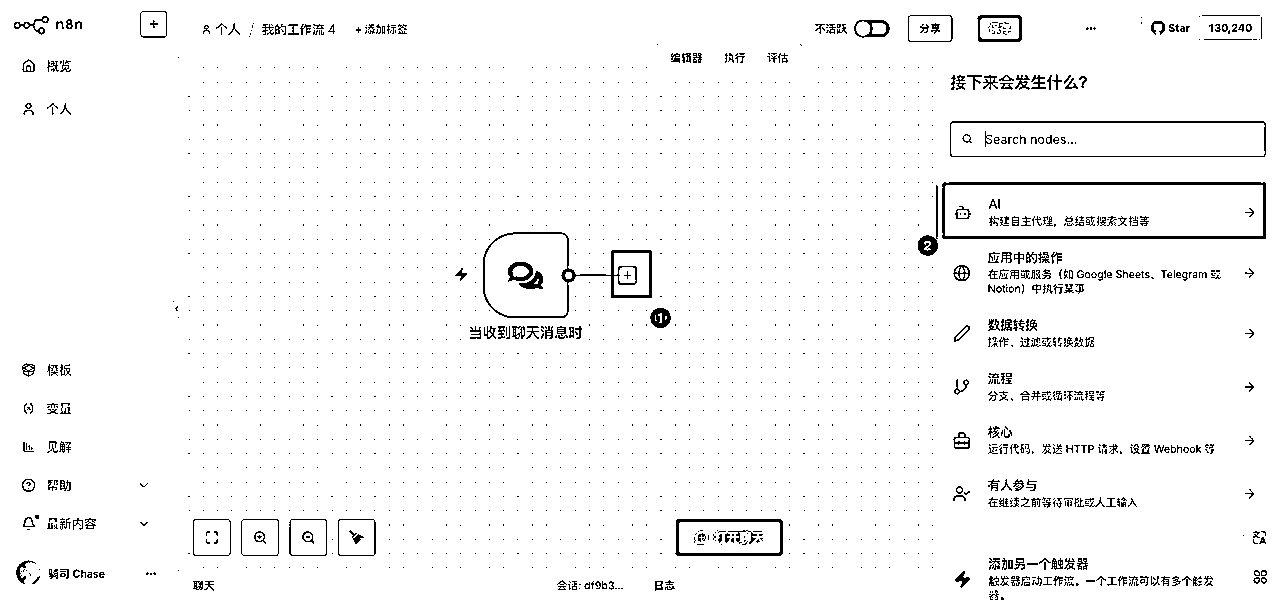 n8n
+
个人 / 我的工作流 4 + 添加标签
不活跃
分享
保存
...
Star 130,240
概览
个人
编辑器 执行 评估
接下来会发生什么?
Search nodes...
AI
构建自主代理，总结或搜索文档等
2
应用中的操作
在应用或服务（如 Google Sheets、Telegram 或
Notion）中执行某事
1
当收到聊天消息时
数据转换
操作、过滤或转换数据
流程
分支、合并或循环流程等
核心
运行代码，发送 HTTP 请求，设置 Webhook 等
有人参与
在继续之前等待审批或人工输入
添加另一个触发器
触发器启动工作流。一个工作流可以有多个触发
器。
模板
变量
见解
帮助
最新内容
骑司 Chase ...
打开聊天
聊天
会话: df9b3...
日志